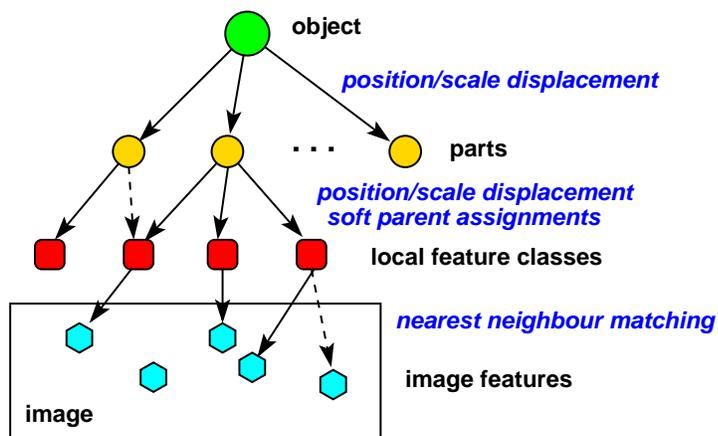 object
position/scale displacement
. . .
parts
position/scale displacement
soft parent assignments
local feature classes
nearest neighbour matching
image features
image